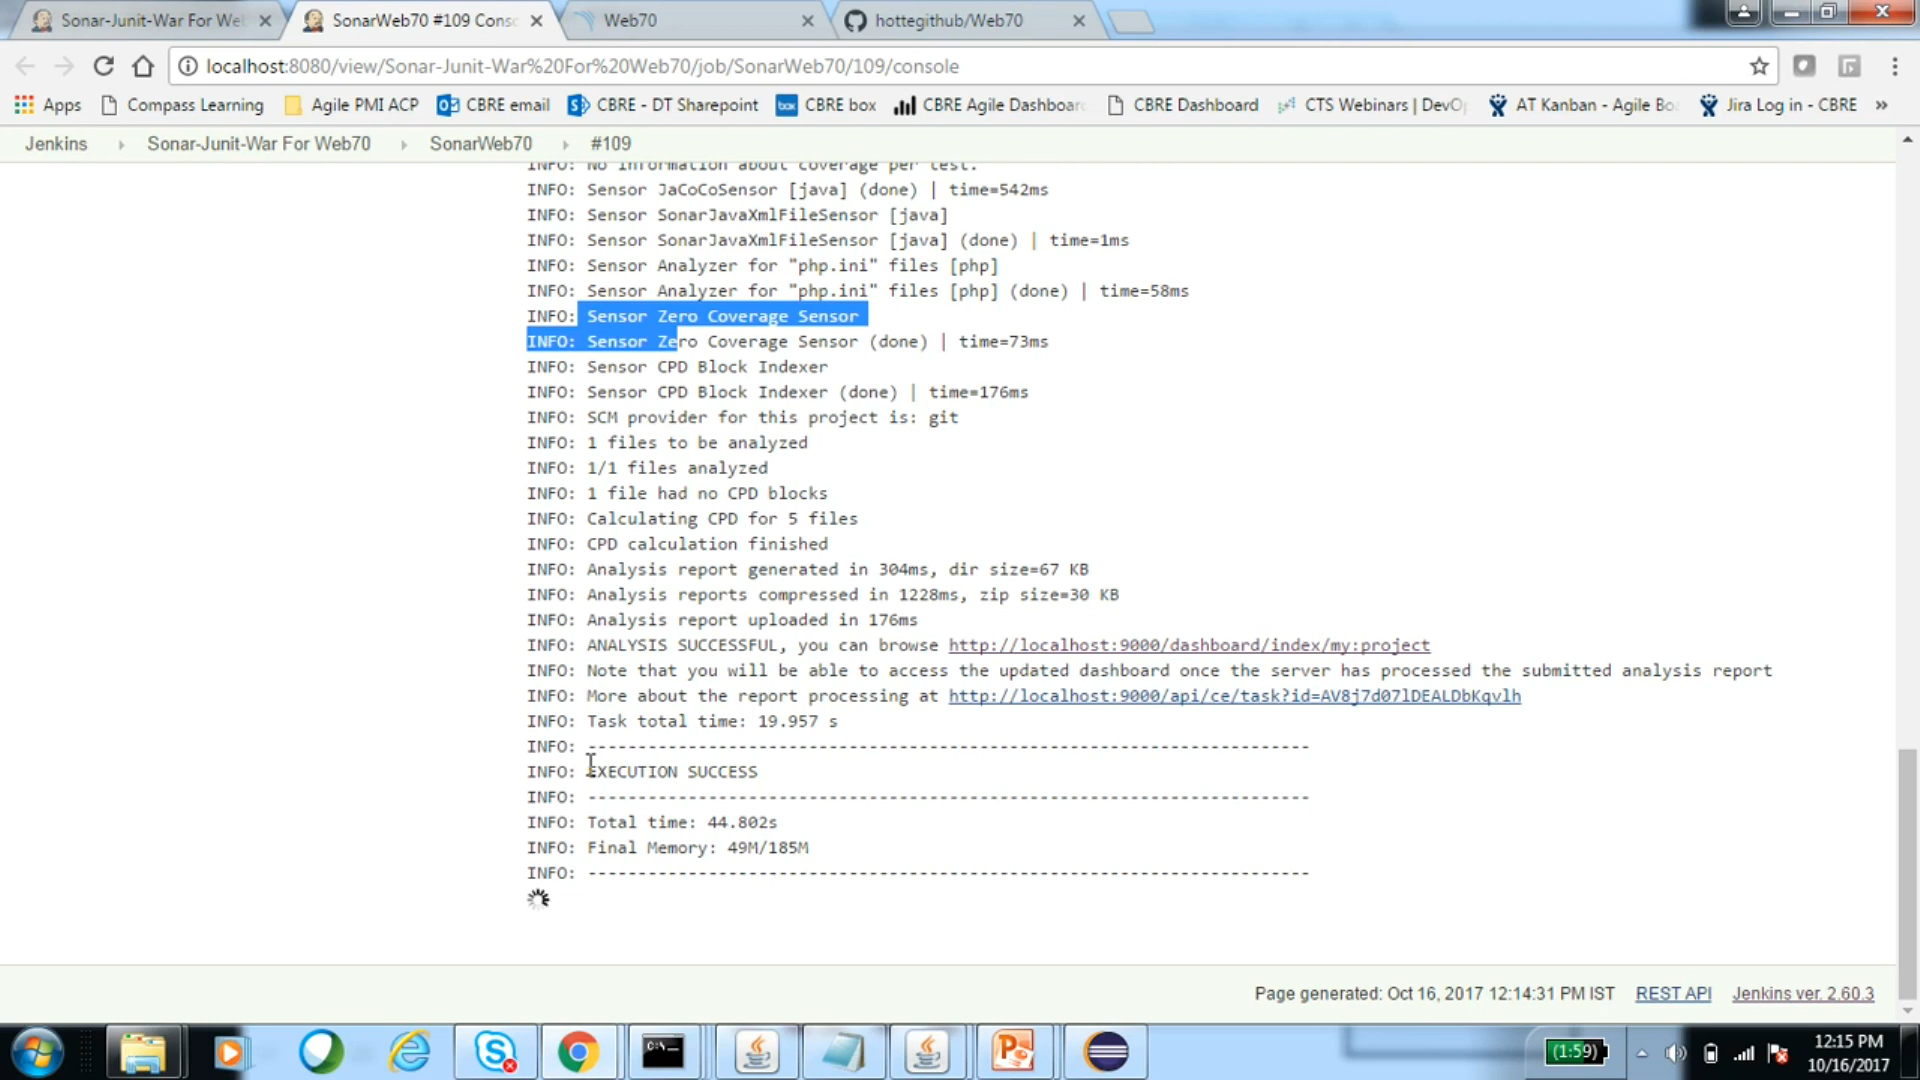 Sonar-Junit-War For We
SonarWeb70 #109 Conso
Web70
hottegithub/Web70
localhost:8080/view/Sonar-Junit-War%20For%20Web70/job/SonarWeb70/109/console
Apps
Compass Learning
Agile PMI ACP
CBRE email
CBRE - DT Sharepoint
box
CBRE box
CBRE Agile Dashboar
CBRE Dashboard
CTS Webinars | DevO
AT Kanban - Agile Bo
Jira Log in - CBRE
»
Jenkins
Sonar-Junit-War For Web70
SonarWeb70
#109
INFO: No information about coverage per test.
INFO: Sensor JaCoCoSensor [java] (done) | time=542ms
INFO: Sensor SonarJavaXmlFileSensor [java]
INFO: Sensor SonarJavaXmlFileSensor [java] (done) | time=1ms
INFO: Sensor Analyzer for "php.ini" files [php]
INFO: Sensor Analyzer for "php.ini" files [php] (done) | time=58ms
INFO: Sensor Zero Coverage Sensor
INFO: Sensor Zero Coverage Sensor (done) | time=73ms
INFO: Sensor CPD Block Indexer
INFO: Sensor CPD Block Indexer (done) | time=176ms
INFO: SCM provider for this project is: git
INFO: 1 files to be analyzed
INFO: 1/1 files analyzed
INFO: 1 file had no CPD blocks
INFO: Calculating CPD for 5 files
INFO: CPD calculation finished
INFO: Analysis report generated in 304ms, dir size=67 KB
INFO: Analysis reports compressed in 1228ms, zip size=30 KB
INFO: Analysis report uploaded in 176ms
INFO: ANALYSIS SUCCESSFUL, you can browse http://localhost:9000/dashboard/index/my:project
INFO: Note that you will be able to access the updated dashboard once the server has processed the submitted analysis report
INFO: More about the report processing at http://localhost:9000/api/ce/task?id=AV8j7d07lDEALDbKqvlh
INFO: Task total time: 19.957 s
INFO: ------------------------------------------------------------------------
INFO: EXECUTION SUCCESS
INFO: ------------------------------------------------------------------------
INFO: Total time: 44.802s
INFO: Final Memory: 49M/185M
INFO: ------------------------------------------------------------------------
Page generated: Oct 16, 2017 12:14:31 PM IST
REST API
Jenkins ver. 2.60.3
C:\
(1:59)
12:15 PM
10/16/2017